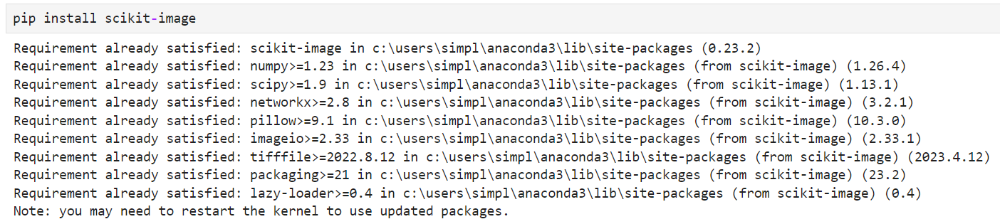 pip install scikit-image
Requirement already satisfied: scikit-image in c:\users\simpl\anaconda3\lib\site-packages (0.23.2)
Requirement already satisfied: numpy>=1.23 in c:\users\simpl\anaconda3\lib\site-packages (from scikit-image) (1.26.4)
Requirement already satisfied: scipy>=1.9 in c:\users\simpl\anaconda3\lib\site-packages (from scikit-image) (1.13.1)
Requirement already satisfied: networkx>=2.8 in c:\users\simpl\anaconda3\lib\site-packages (from scikit-image) (3.2.1)
Requirement already satisfied: pillow>=9.1 in c:\users\simpl\anaconda3\lib\site-packages (from scikit-image) (10.3.0)
Requirement already satisfied: imageio>=2.33 in c:\users\simpl\anaconda3\lib\site-packages (from scikit-image) (2.33.1)
Requirement already satisfied: tifffile>=2022.8.12 in c:\users\simpl\anaconda3\lib\site-packages (from scikit-image) (2023.4.12)
Requirement already satisfied: packaging>=21 in c:\users\simpl\anaconda3\lib\site-packages (from scikit-image) (23.2)
Requirement already satisfied: lazy-loader>=0.4 in c:\users\simpl\anaconda3\lib\site-packages (from scikit-image) (0.4)
Note: you may need to restart the kernel to use updated packages.